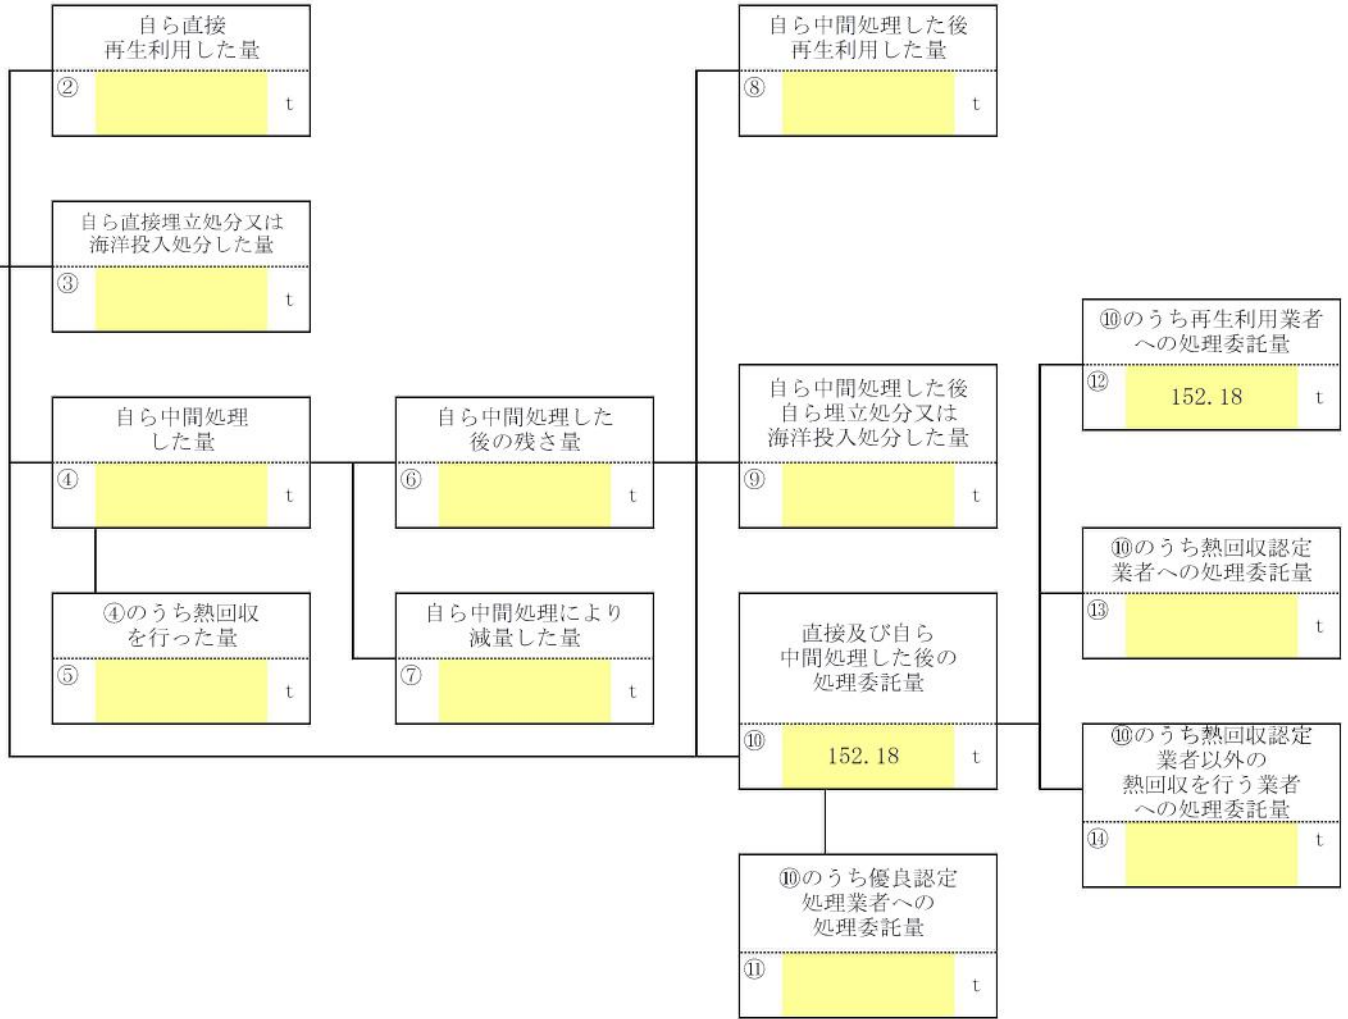 自ら直接
再生利用した量
②
t
自ら直接埋立処分又は
海洋投入処分した量
③
t
自ら中間処理
した量
④
t
④のうち熱回収
を行った量
⑤
t
自ら中間処理した
後の残さ量
⑥
t
自ら中間処理により
減量した量
⑦
t
自ら中間処理した後
再生利用した量
⑧
t
自ら中間処理した後
自ら埋立処分又は
海洋投入処分した量
⑨
t
直接及び自ら
中間処理した後の
処理委託量
⑩ 152.18 t
⑩のうち優良認定
処理業者への
処理委託量
⑪
t
⑩のうち再生利用業者
への処理委託量
⑫ 152.18 t
⑩のうち熱回収認定
業者への処理委託量
⑬
t
⑩のうち熱回収認定
業者以外の
熱回収を行う業者
への処理委託量
⑭
t